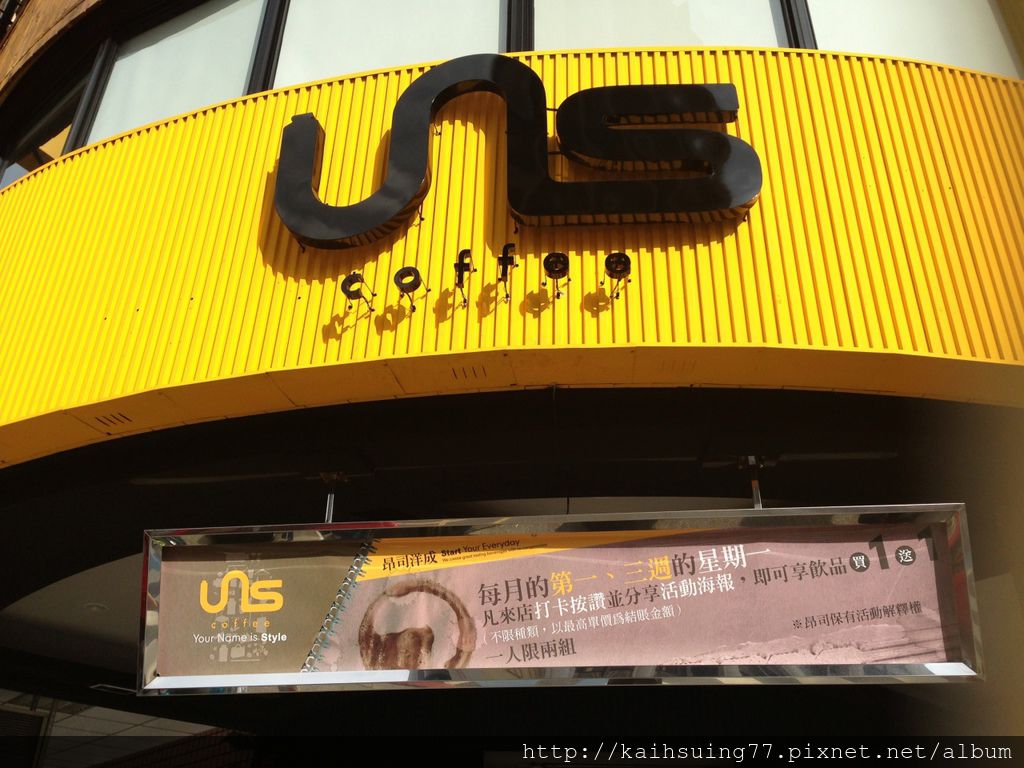 uns
coffee
昂司洋成 Start Your Everyday
uns
coffee
Your Name is Style
每月的第一、三週的星期一
凡來店打卡按讚並分享活動海報，即可享飲品買1送1
(不限種類，以最高單價為結賬金額)
一人限兩組
※昂司保有活動解釋權
http://kaihsuing77.pixnet.net/album